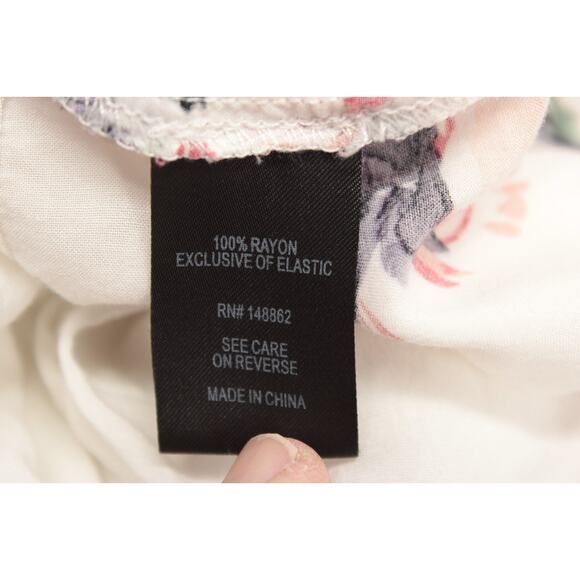 100% RAYON
EXCLUSIVE OF ELASTIC
RN# 148862
SEE CARE
ON REVERSE
MADE IN CHINA